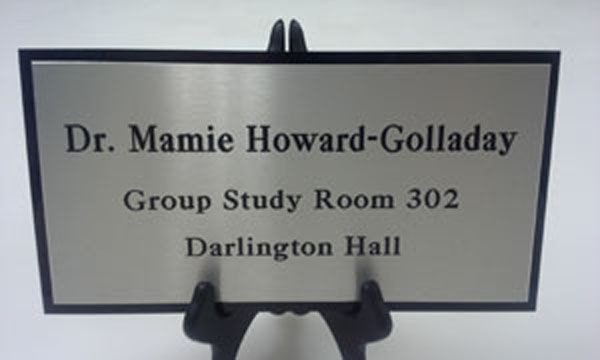 Dr. Mamie Howard-Golladay
Group Study Room 302
Darlington Hall